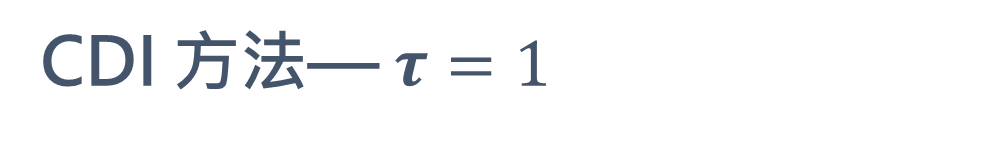 CDI 方法— 𝝉 = 1